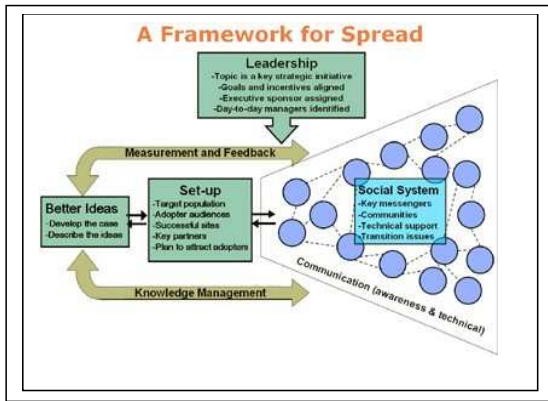 A Framework for Spread
Leadership
-Topic is a key strategic initiative
-Goals and incentives aligned
-Executive sponsor assigned
-Day-to-day managers identified
Measurement and Feedback
Better Ideas
-Develop the case
-Describe the ideas
Set-up
-Target population
-Adopter audiences
-Successful sites
-Key partners
-Plan to attract adopters
Social System
-Key messengers
-Communities
-Technical support
-Transition issues
Communication (awareness & technical)
Knowledge Management